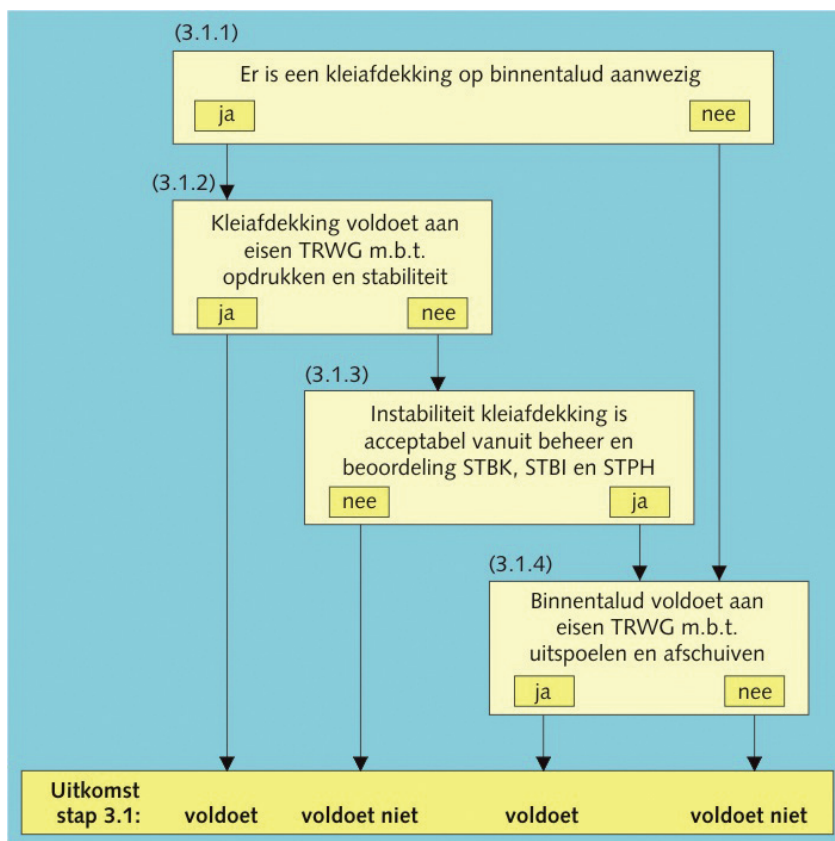 (3.1.1)
Er is een kleiafdekking op binnentalud aanwezig
ja
nee
(3.1.2)
Kleiafdekking voldoet aan
eisen TRWG m.b.t.
opdrukken en stabiliteit
ja
nee
(3.1.3)
Instabiliteit kleiafdekking is
acceptabel vanuit beheer en
beoordeling STBK, STBI en STPH
nee
ja
(3.1.4)
Binnentalud voldoet aan
eisen TRWG m.b.t.
uitspoelen en afschuiven
ja
nee
Uitkomst
stap 3.1:
voldoet
voldoet niet
voldoet
voldoet niet